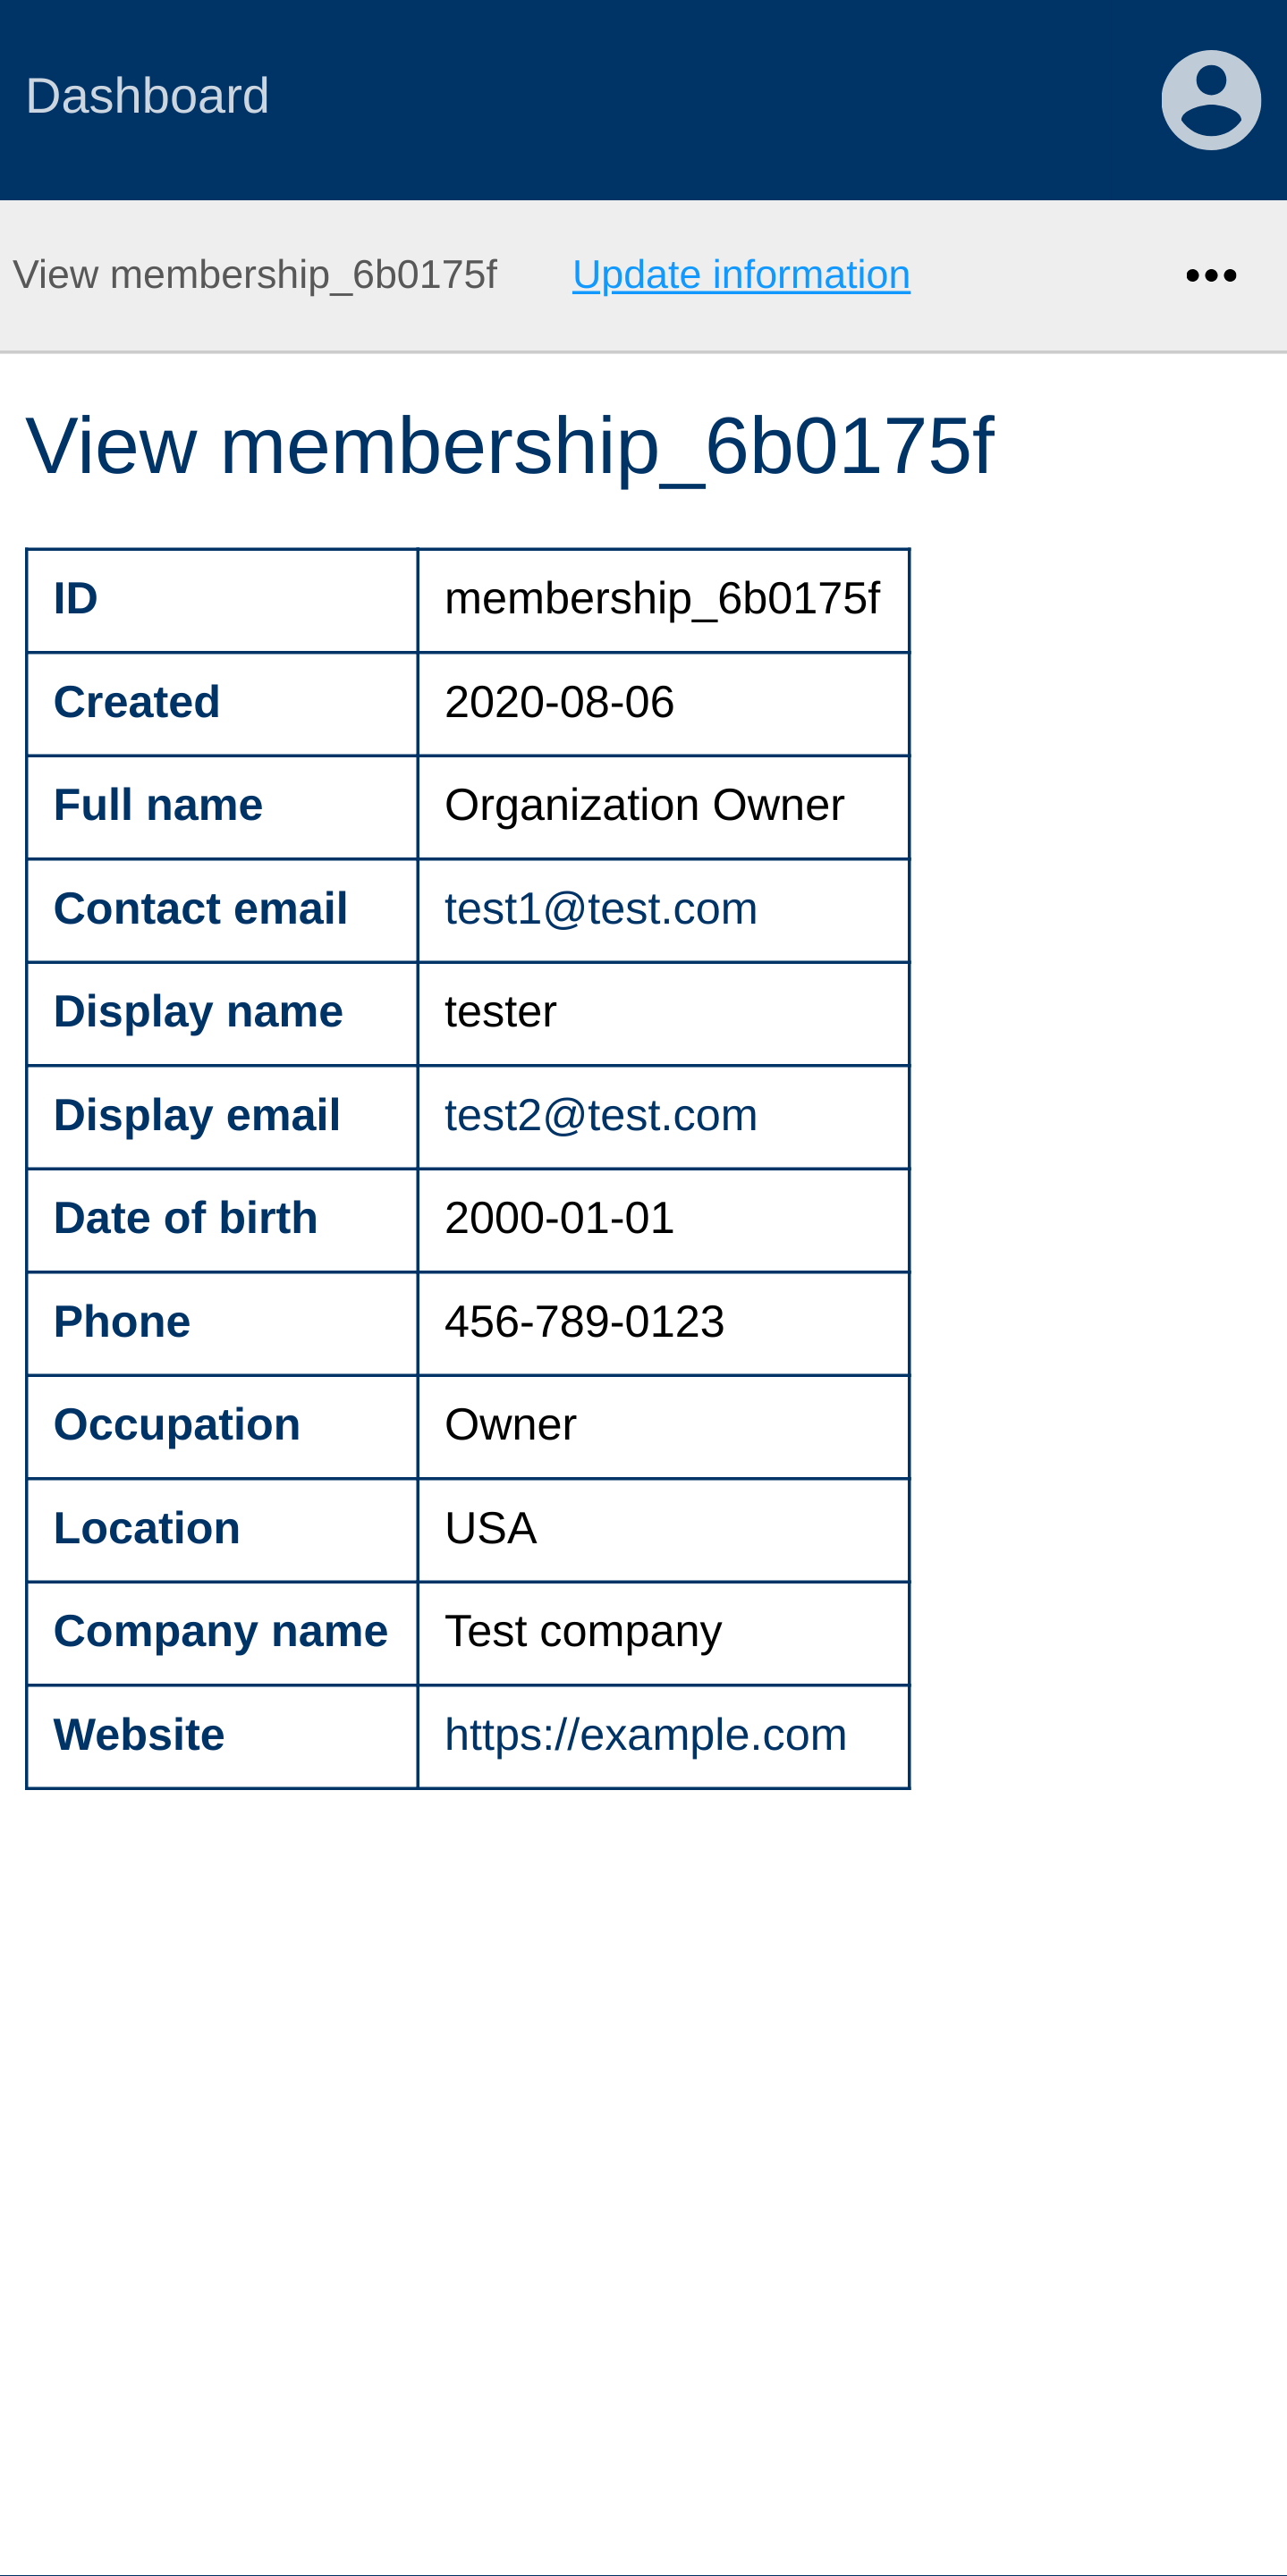 Dashboard
View membership_6b0175f Update information
View membership_6b0175f
ID membership_6b0175f
Created 2020-08-06
Full name Organization Owner
Contact email test1@test.com
Display name tester
Display email test2@test.com
Date of birth 2000-01-01
Phone 456-789-0123
Occupation Owner
Location USA
Company name Test company
Website https://example.com